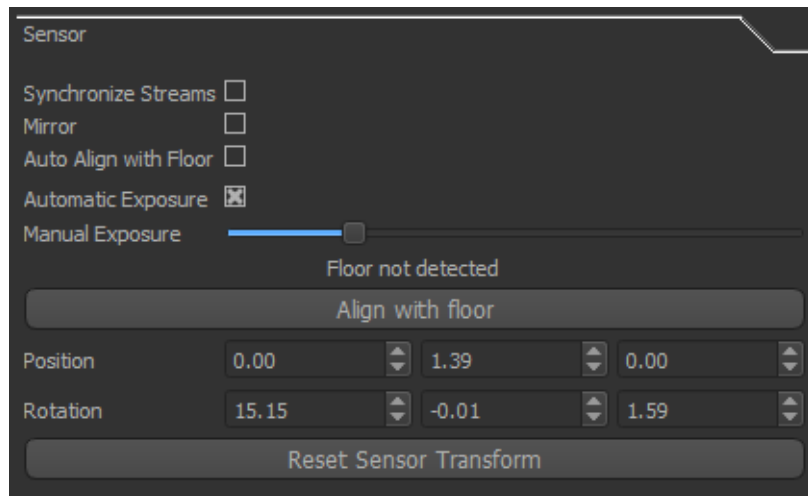 Sensor
Synchronize Streams
Mirror
Auto Align with Floor
Automatic Exposure
Manual Exposure
Floor not detected
Align with floor
Position 0.00 1.39 0.00
Rotation 15.15 -0.01 1.59
Reset Sensor Transform